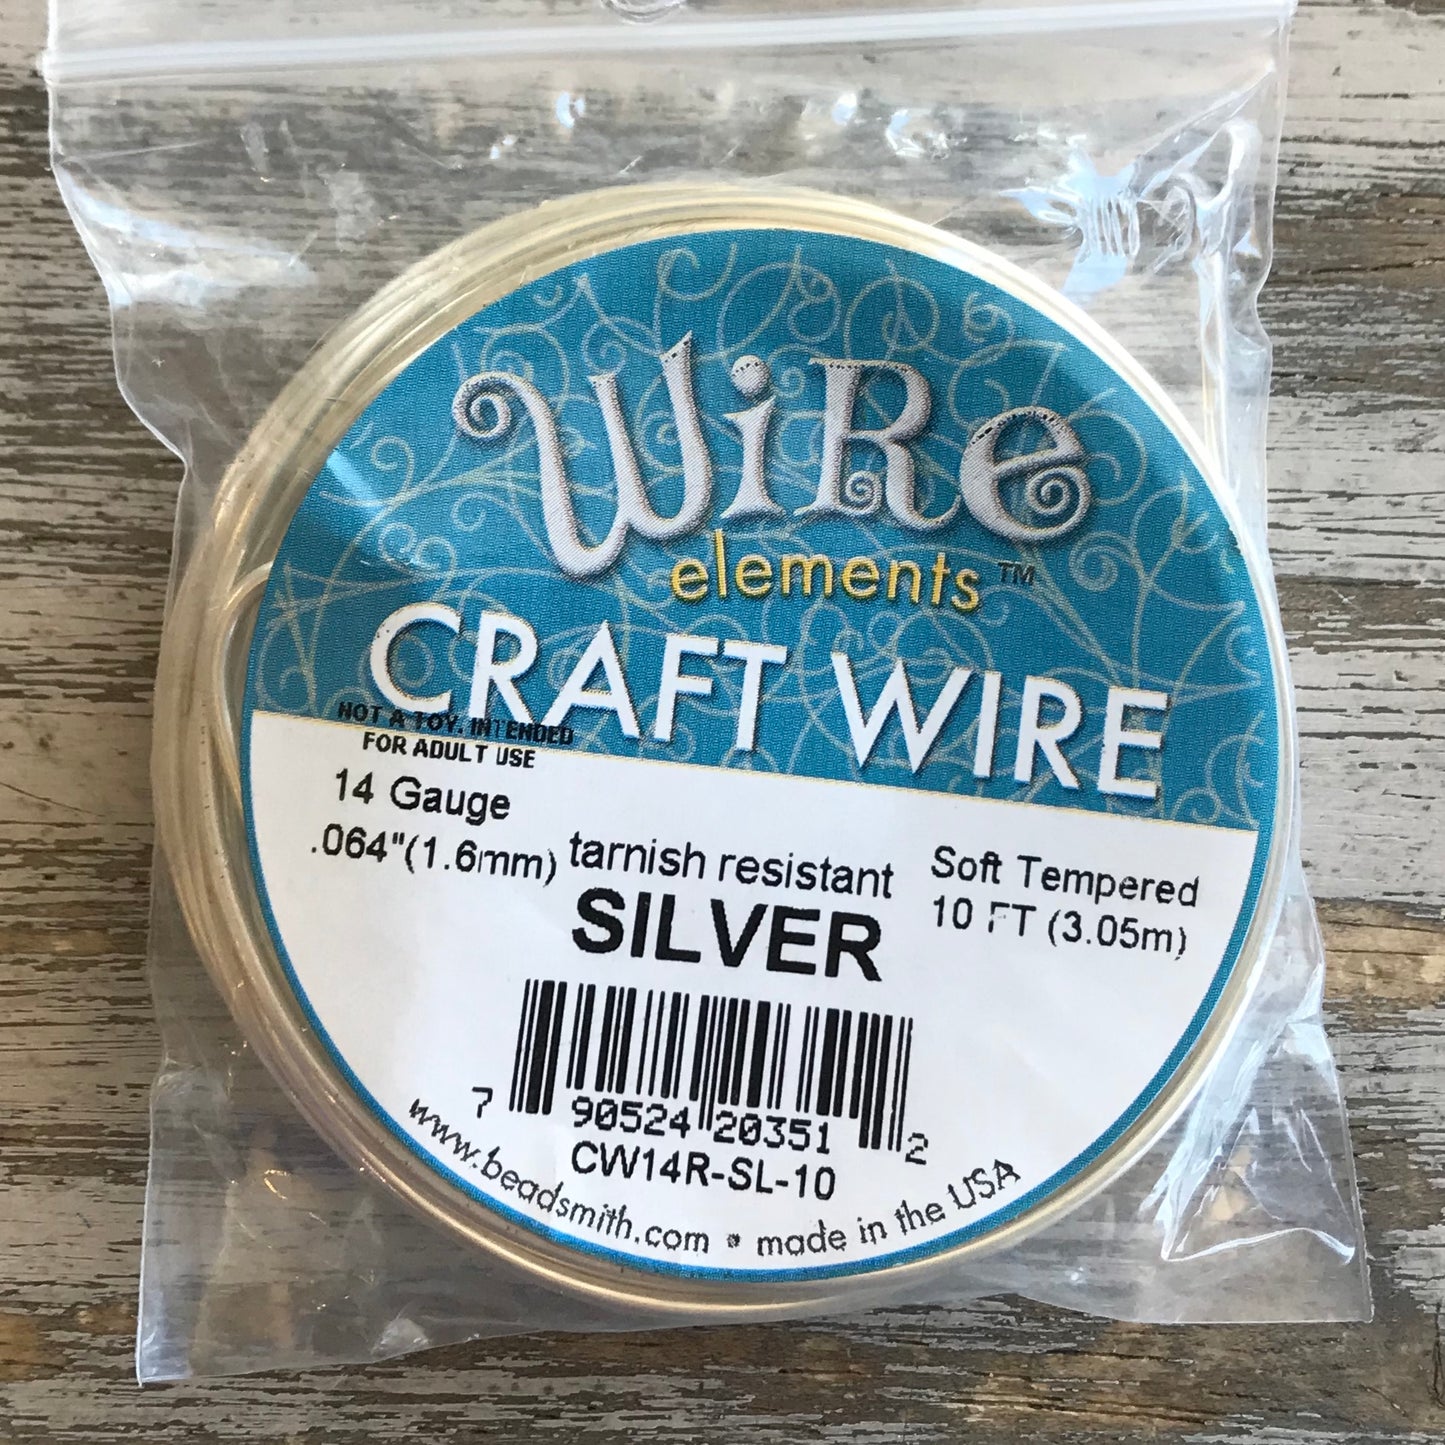 WiRe
elements™
CRAFT WIRE
NOT A TOY. INTENDED
FOR ADULT USE
14 Gauge
.064"(1.6mm)
tarnish resistant
SILVER
Soft Tempered
10 FT (3.05m)
7 90524 20351 2
CW14R-SL-10
www.beadsmith.com • made in the USA